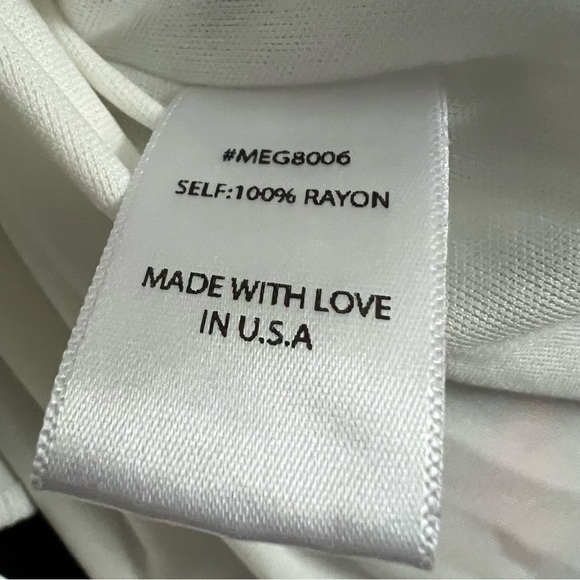 #MEG8006
SELF:100% RAYON
MADE WITH LOVE
IN U.S.A